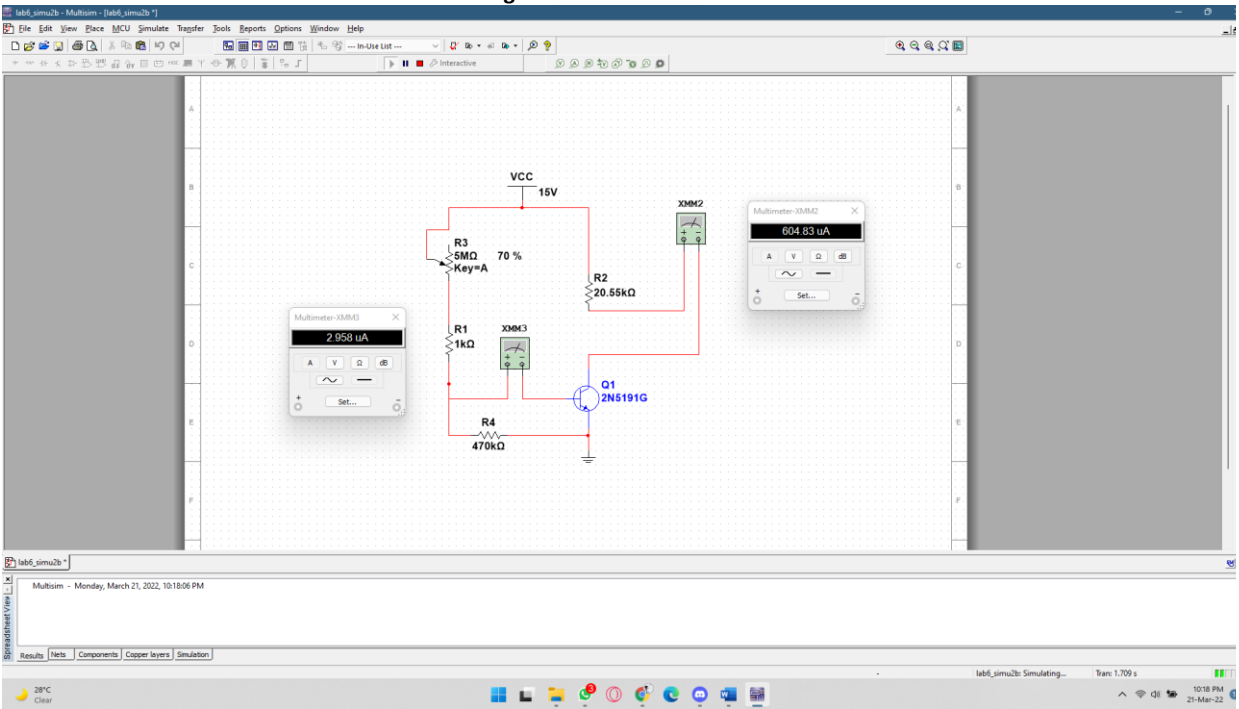 lab6_simu2b - Multisim - [lab6_simu2b *]
File Edit View Place MCU Simulate Transfer Tools Reports Options Window Help
--- In-Use List ---
Interactive
A
A
VCC
15V
B
B
XMM2
Multimeter-XMM2
604.83 uA
A V Ω dB
Set...
R3
5MΩ 70 %
Key=A
C
C
R2
20.55kΩ
Multimeter-XMM3
2.958 uA
A V Ω dB
Set...
R1
1kΩ
XMM3
D
D
Q1
2N5191G
E
E
R4
470kΩ
F
F
lab6_simu2b *
Multisim - Monday, March 21, 2022, 10:18:06 PM
Spreadsheet View
Results Nets Components Copper layers Simulation
lab6_simu2b: Simulating... Tran: 1.709 s
28°C
Clear
3
10:18 PM
21-Mar-22